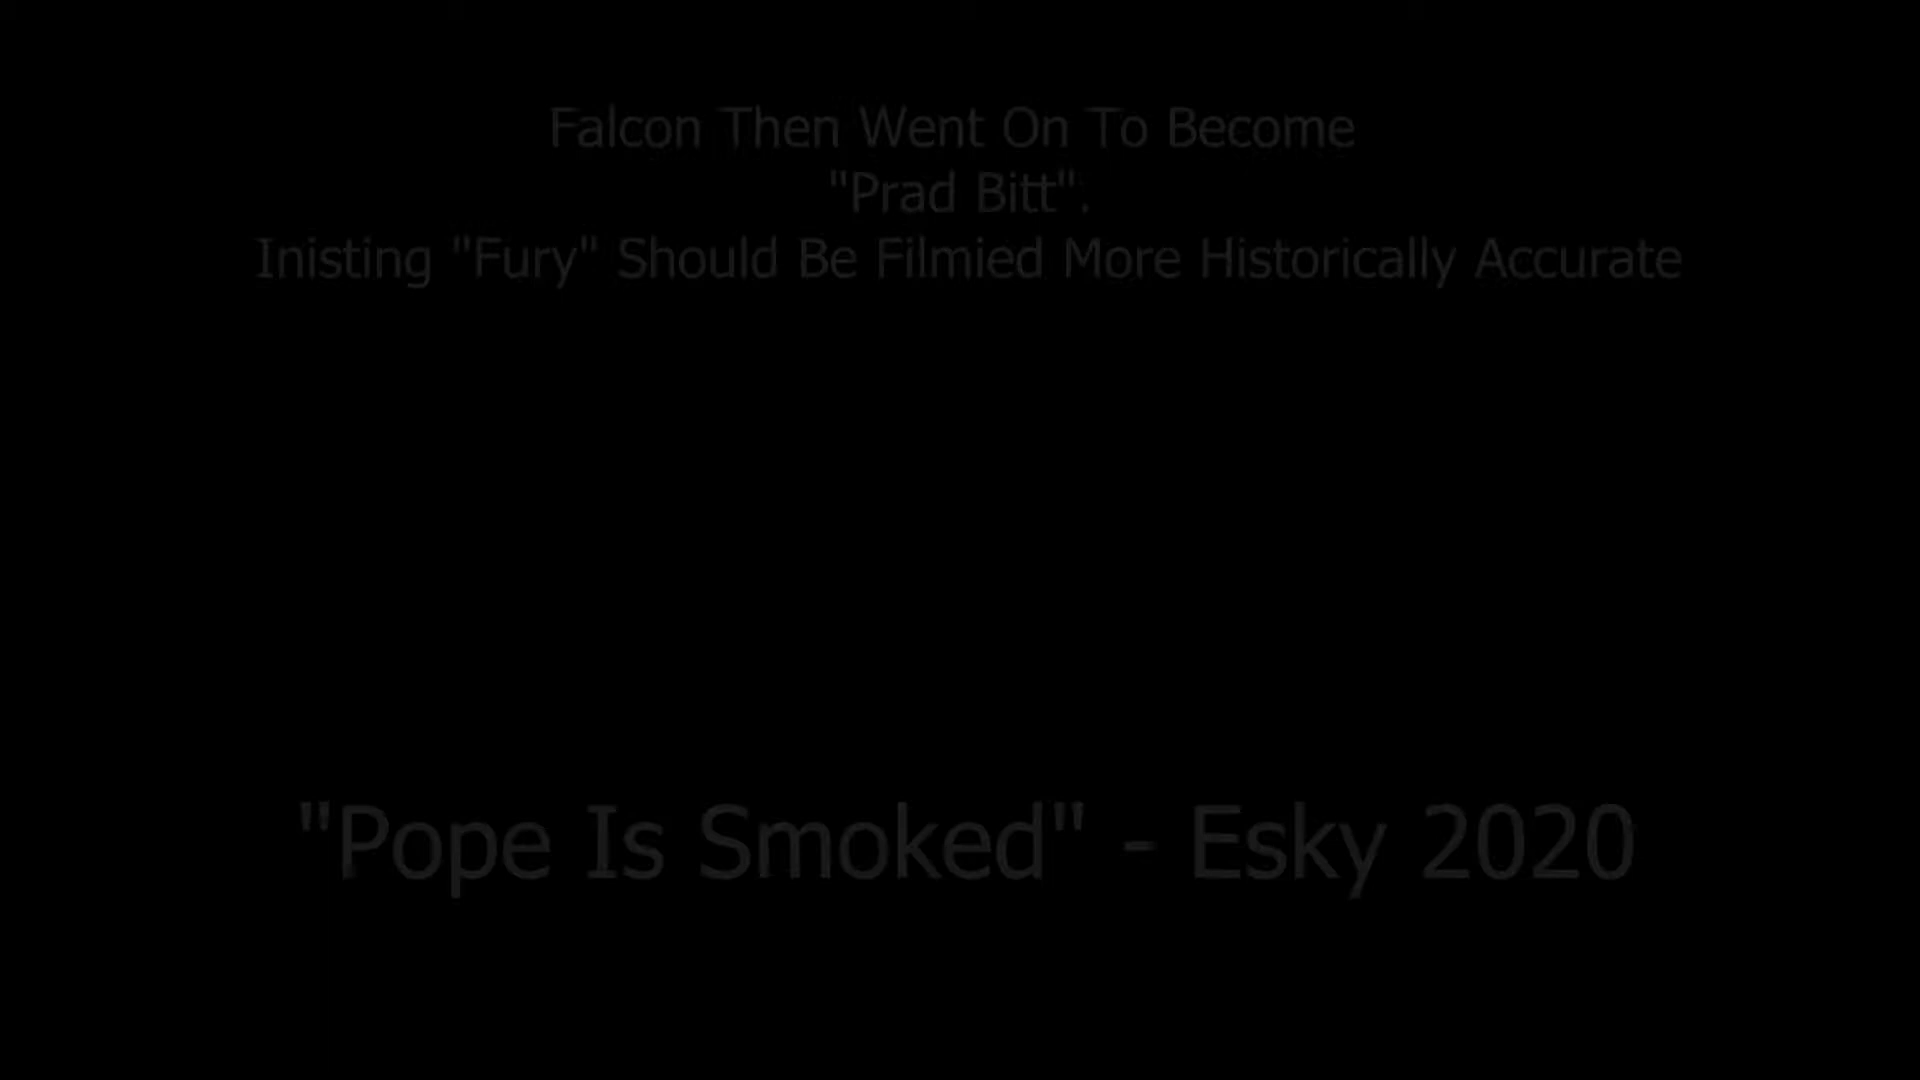 Falcon Then Went On To Become
"Prad Bitt".
Inisting "Fury" Should Be Filmied More Historically Accurate
"Pope Is Smoked" - Esky 2020